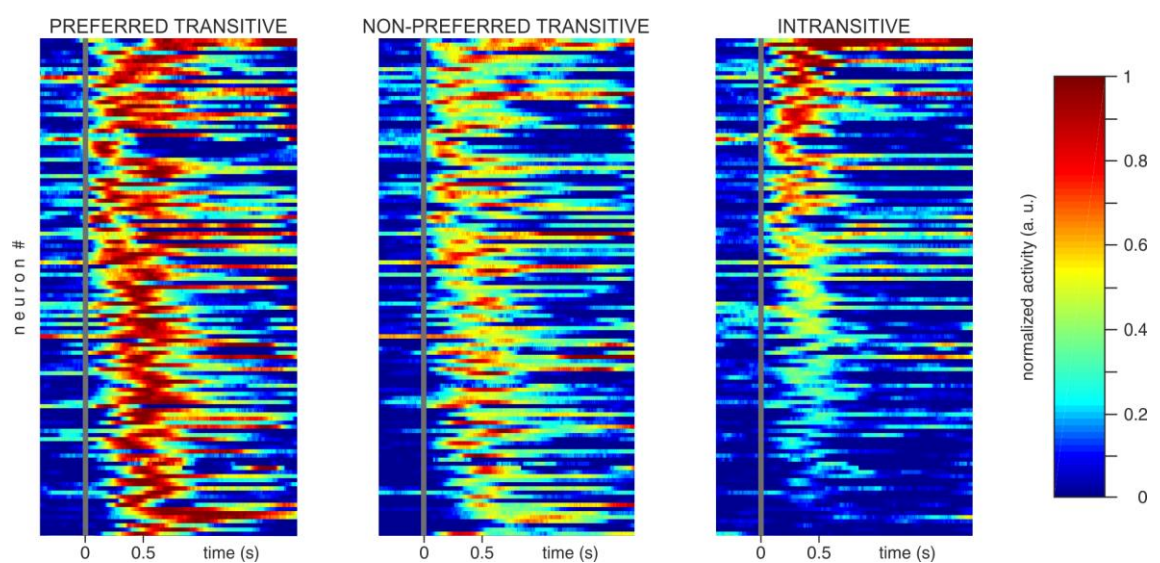 PREFERRED TRANSITIVE
NON-PREFERRED TRANSITIVE
INTRANSITIVE
neuron #
0 0.5 time (s)
0 0.5 time (s)
0 0.5 time (s)
normalized activity (a. u.)
1
0.8
0.6
0.4
0.2
0